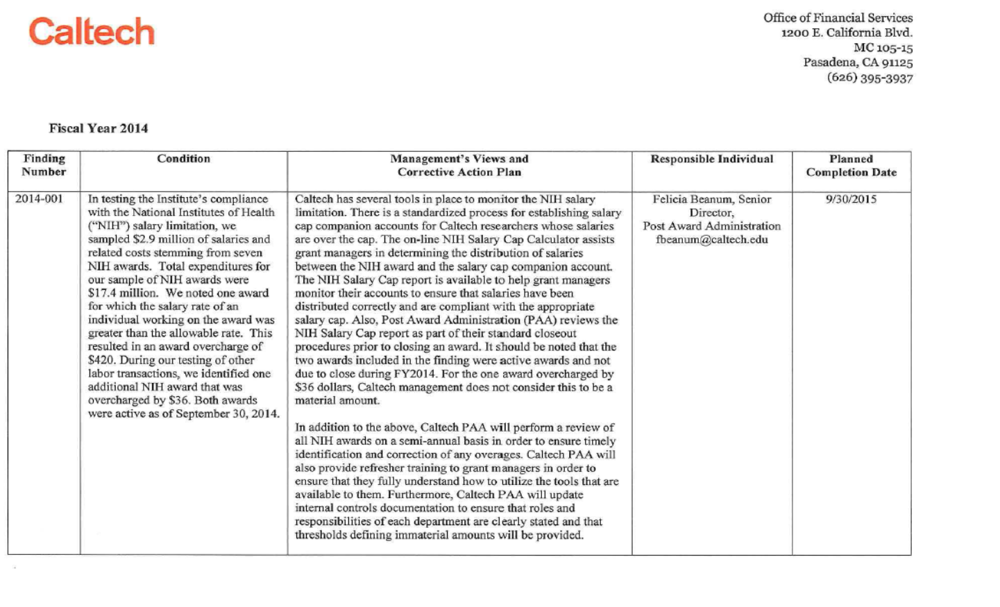 Caltech
Office of Financial Services
1200 E. California Blvd.
MC 105-15
Pasadena, CA 91125
(626) 395-3937
Fiscal Year 2014
Finding
Number
Condition
Management's Views and
Corrective Action Plan
Responsible Individual
Planned
Completion Date
2014-001
In testing the Institute's compliance
with the National Institutes of Health
("NIH") salary limitation, we
sampled $2.9 million of salaries and
related costs stemming from seven
NIH awards. Total expenditures for
our sample of NIH awards were
$17.4 million. We noted one award
for which the salary rate of an
individual working on the award was
greater than the allowable rate. This
resulted in an award overcharge of
$420. During our testing of other
labor transactions, we identified one
additional NIH award that was
overcharged by $36. Both awards
were active as of September 30, 2014.
Caltech has several tools in place to monitor the NIH salary
limitation. There is a standardized process for establishing salary
cap companion accounts for Caltech researchers whose salaries
are over the cap. The on-line NIH Salary Cap Calculator assists
grant managers in determining the distribution of salaries
between the NIH award and the salary cap companion account.
The NIH Salary Cap report is available to help grant managers
monitor their accounts to ensure that salaries have been
distributed correctly and are compliant with the appropriate
salary cap. Also, Post Award Administration (PAA) reviews the
NIH Salary Cap report as part of their standard closeout
procedures prior to closing an award. It should be noted that the
two awards included in the finding were active awards and not
due to close during FY2014. For the one award overcharged by
$36 dollars, Caltech management does not consider this to be a
material amount.
In addition to the above, Caltech PAA will perform a review of
all NIH awards on a semi-annual basis in order to ensure timely
identification and correction of any overages. Caltech PAA will
also provide refresher training to grant managers in order to
ensure that they fully understand how to utilize the tools that are
available to them. Furthermore, Caltech PAA will update
internal controls documentation to ensure that roles and
responsibilities of each department are clearly stated and that
thresholds defining immaterial amounts will be provided.
Felicia Beanum, Senior
Director,
Post Award Administration
fbeanum@caltech.edu
9/30/2015